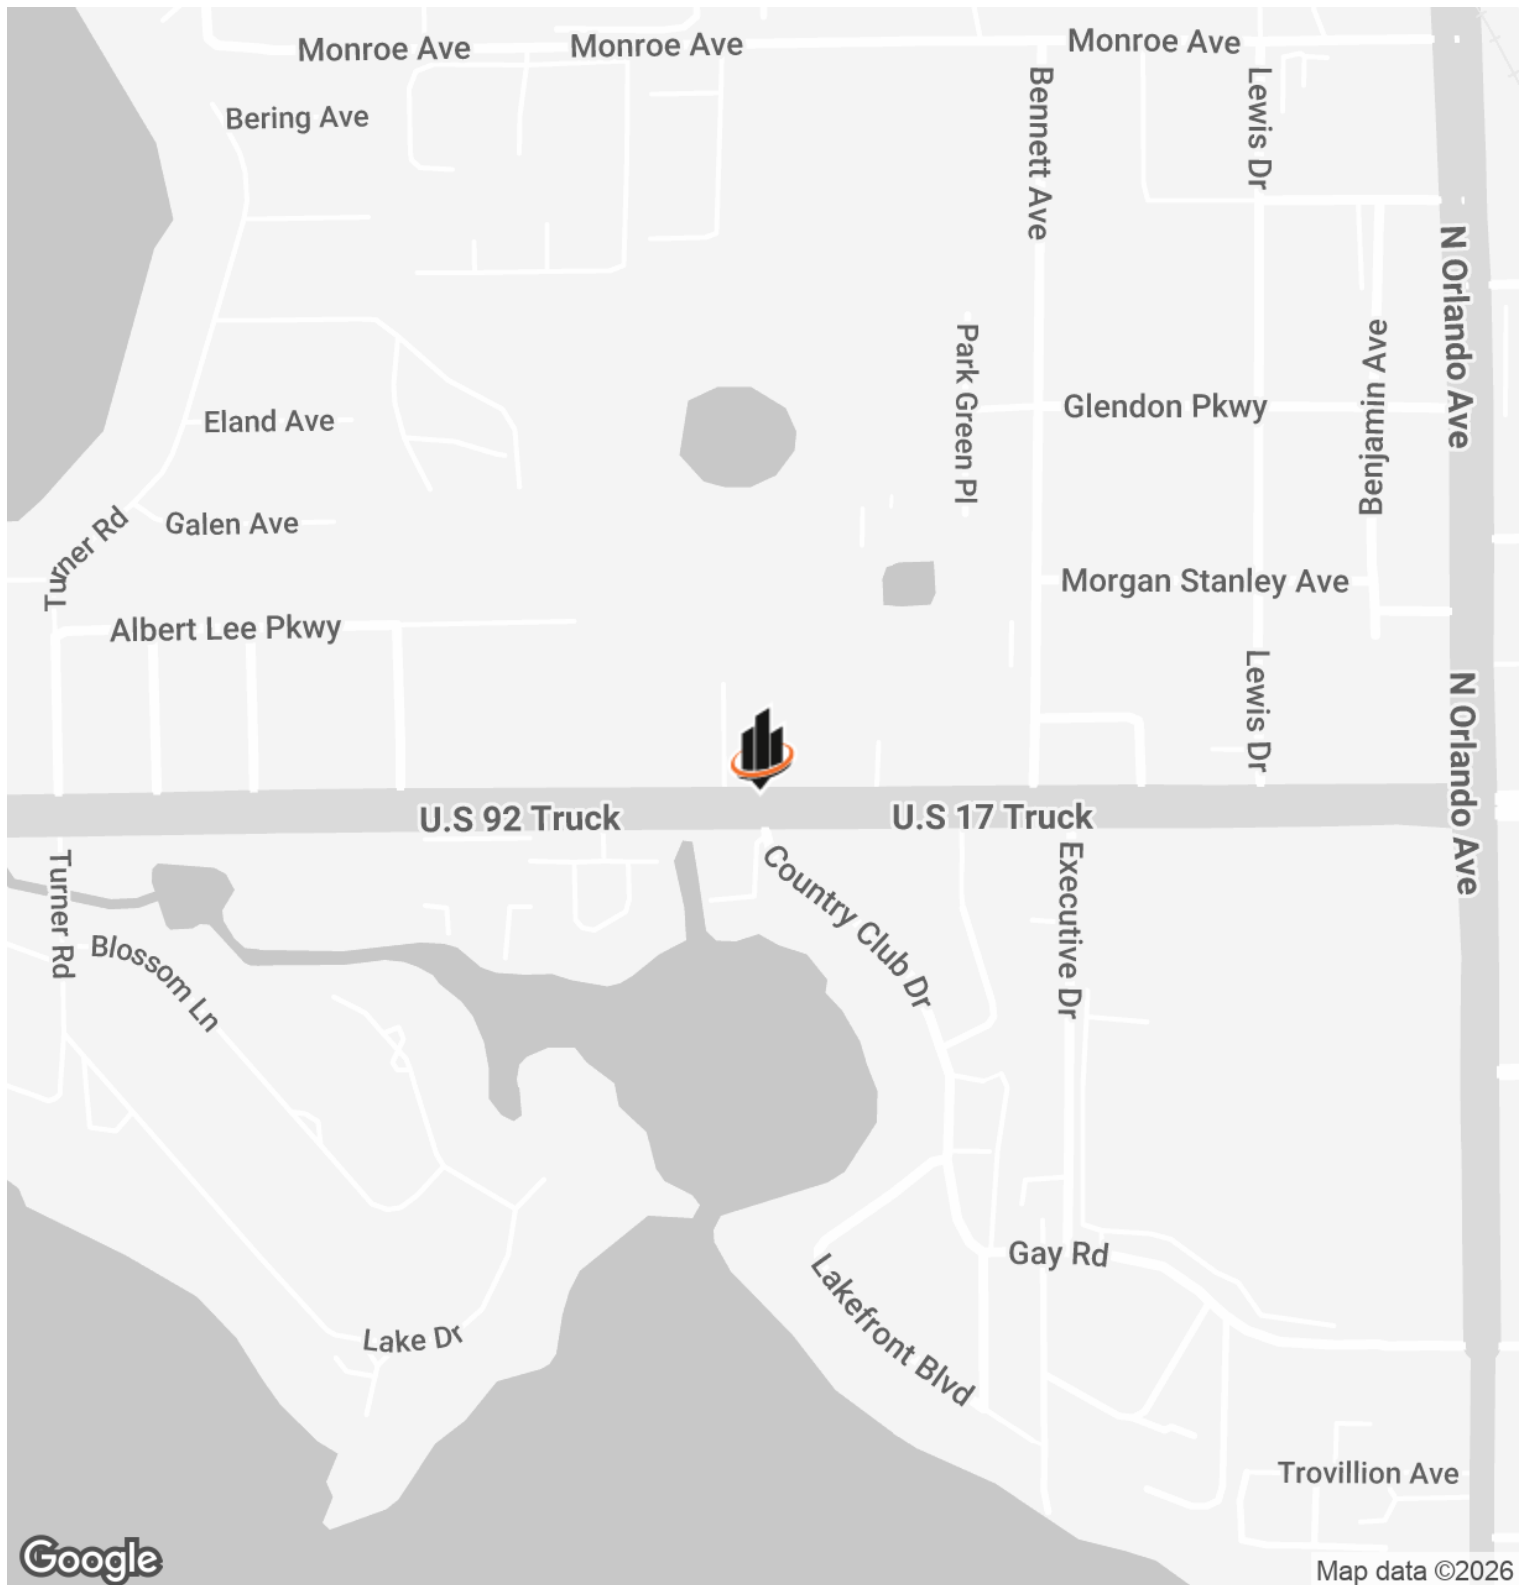 Monroe Ave
Monroe Ave
Monroe Ave
Bering Ave
Bennett Ave
Lewis Dr
N Orlando Ave
Park Green Pl
Benjamin Ave
Glendon Pkwy
Eland Ave
Galen Ave
Turner Rd
Morgan Stanley Ave
Albert Lee Pkwy
Lewis Dr
N Orlando Ave
U.S 92 Truck
U.S 17 Truck
Turner Rd
Country Club Dr
Executive Dr
Blossom Ln
Gay Rd
Lakefront Blvd
Lake Dr
Trovillion Ave
Google
Map data ©2026